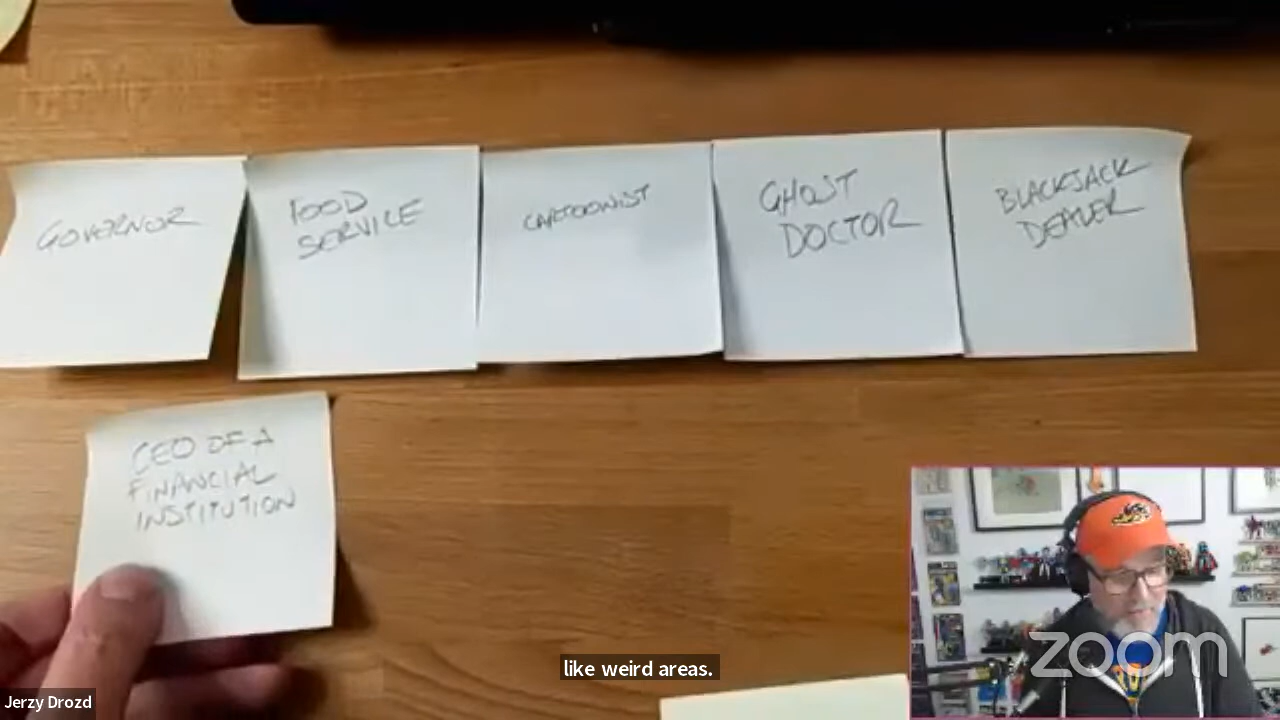 GOVERNOR
FOOD
SERVICE
CARTOONIST
GHOST
DOCTOR
BLACKJACK
DEALER
CEO OF A
FINANCIAL
INSTITUTION
like weird areas.
Jerzy Drozd
zoom